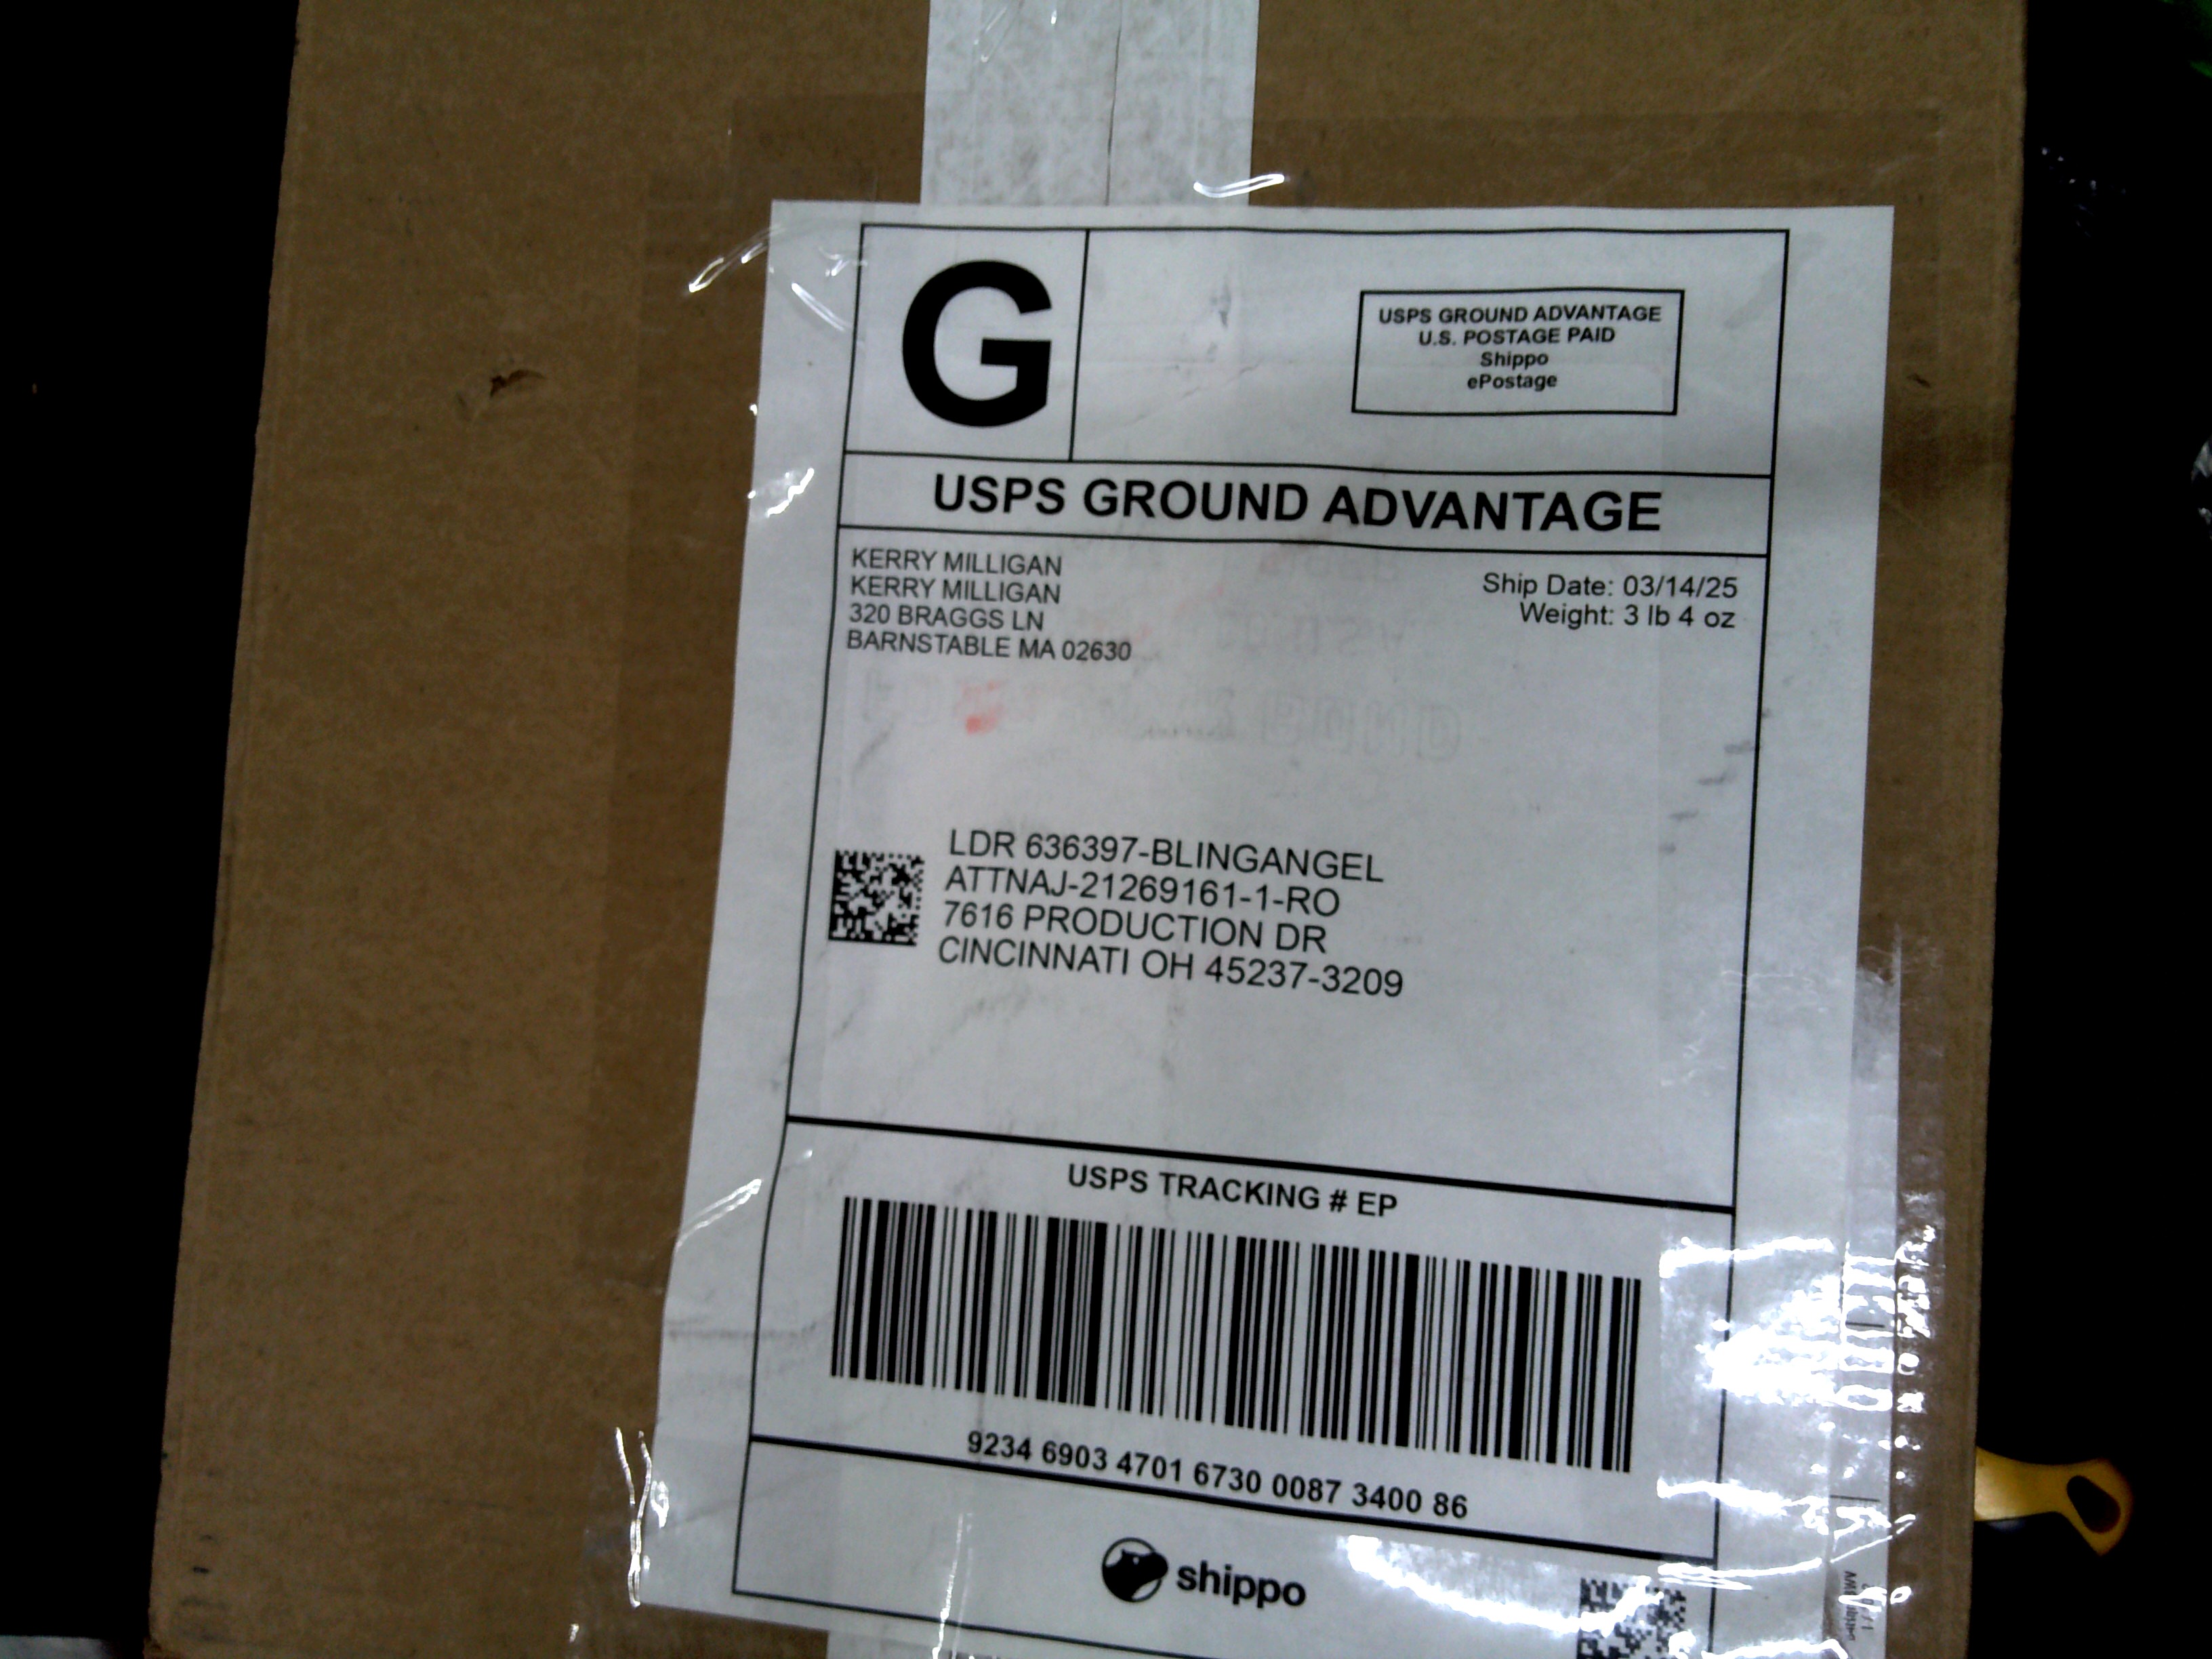 G
USPS GROUND ADVANTAGE
U.S. POSTAGE PAID
Shippo
ePostage
USPS GROUND ADVANTAGE
KERRY MILLIGAN
KERRY MILLIGAN
320 BRAGGS LN
BARNSTABLE MA 02630
Ship Date: 03/14/25
Weight: 3 lb 4 oz
LDR 636397-BLINGANGEL
ATTNAJ-21269161-1-RO
7616 PRODUCTION DR
CINCINNATI OH 45237-3209
USPS TRACKING # EP
9234 6903 4701 6730 0087 3400 86
shippo